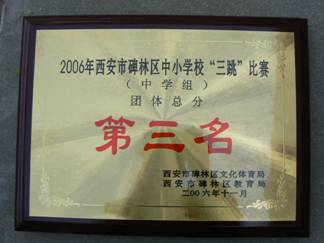 2006年西安市碑林区中小学校“三跳”比赛
（中学组）
团体总分
第三名
西安市碑林区文化体育局
西安市碑林区教育局
二00六年十一月